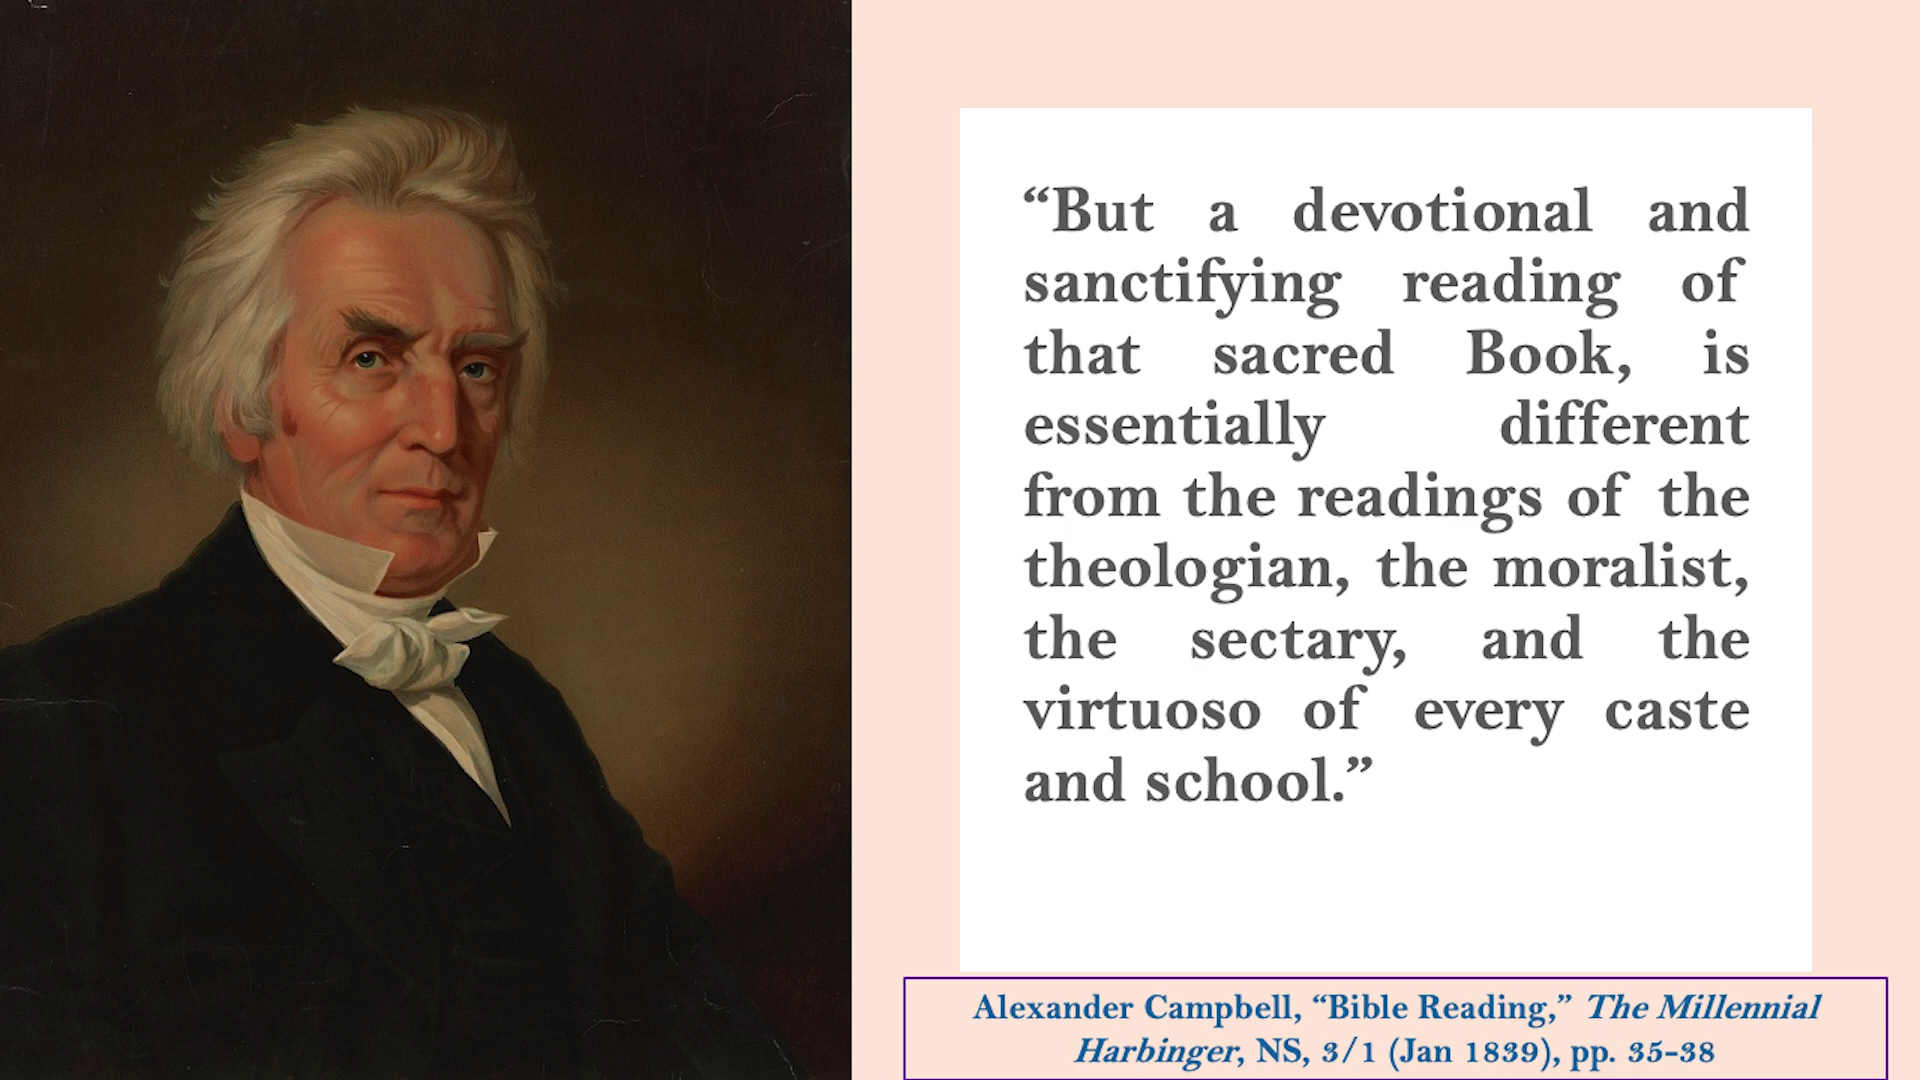 “But a devotional and
sanctifying reading of
that sacred Book, is
essentially different
from the readings of the
theologian, the moralist,
the sectary, and the
virtuoso of every caste
and school.”
Alexander Campbell, “Bible Reading,” The Millennial
Harbinger, NS, 3/1 (Jan 1839), pp. 35-38